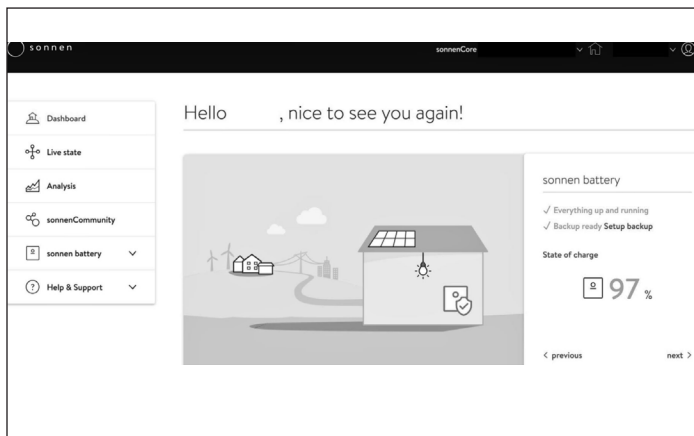 sonnen
sonnenCore
Dashboard
Live state
Analysis
sonnenCommunity
sonnen battery
Help & Support
Hello , nice to see you again!
sonnen battery
✓ Everything up and running
✓ Backup ready Setup backup
State of charge
97 %
< previous next >